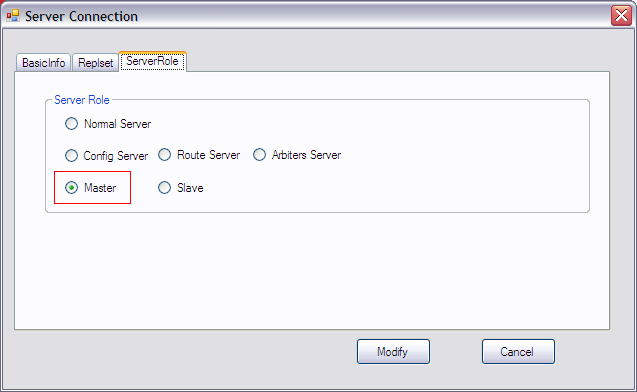 Server Connection
BasicInfo Replset ServerRole
Server Role
Normal Server
Config Server Route Server Arbiters Server
Master Slave
Modify Cancel